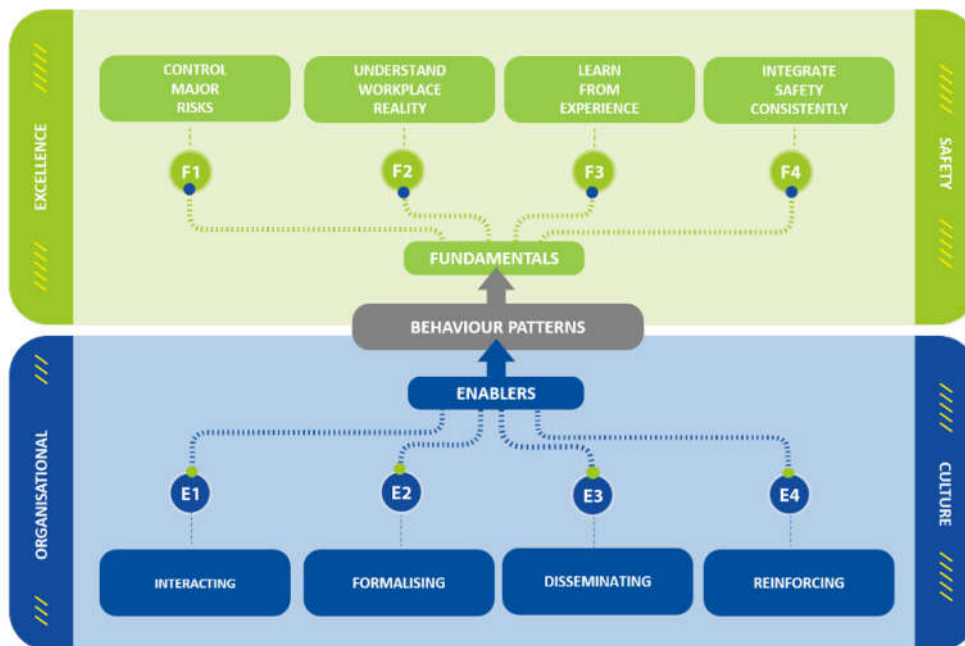 EXCELLENCE
SAFETY
CONTROL
MAJOR
RISKS
UNDERSTAND
WORKPLACE
REALITY
LEARN
FROM
EXPERIENCE
INTEGRATE
SAFETY
CONSISTENTLY
F1
F2
F3
F4
FUNDAMENTALS
BEHAVIOUR PATTERNS
ENABLERS
ORGANISATIONAL
CULTURE
E1
E2
E3
E4
INTERACTING
FORMALISING
DISSEMINATING
REINFORCING